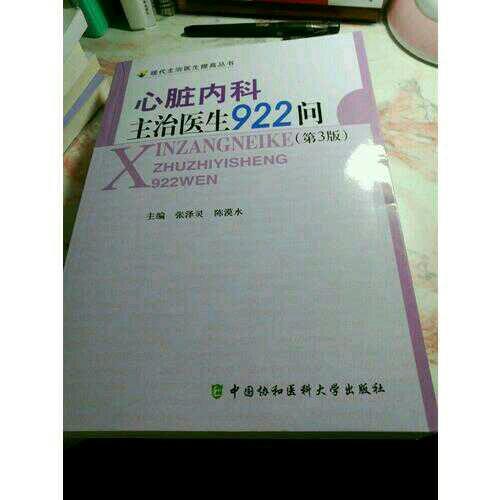 现代主治医生提高丛书
心脏内科
主治医生922问
(第3版)
XINZANGNEIKE
ZHUZHIYISHENG
922WEN
主编 张泽灵 陈漠水
中国协和医科大学出版社